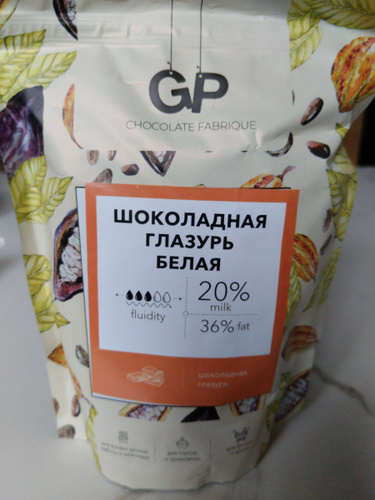 GP
CHOCOLATE FABRIQUE
ШОКОЛАДНАЯ
ГЛАЗУРЬ
БЕЛАЯ
fluidity
20%
milk
36% fat
шоколадная
глазурь